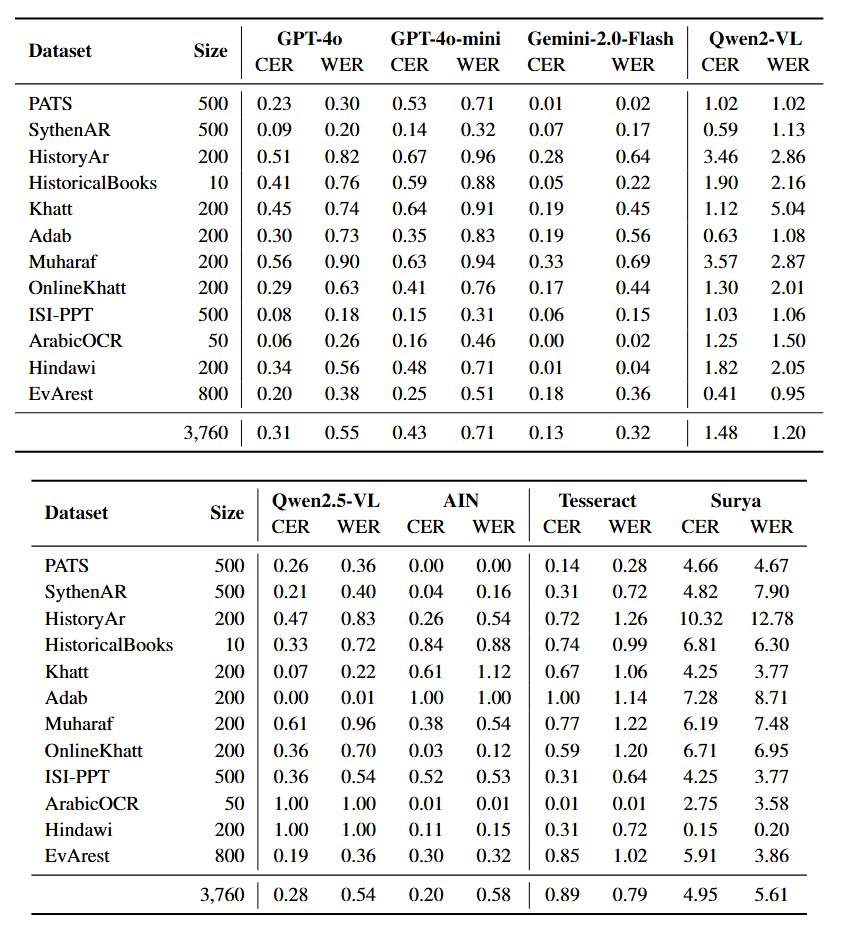 Dataset Size GPT-4o GPT-4o-mini Gemini-2.0-Flash Qwen2-VL
CER WER CER WER CER WER CER WER
PATS 500 0.23 0.30 0.53 0.71 0.01 0.02 1.02 1.02
SythenAR 500 0.09 0.20 0.14 0.32 0.07 0.17 0.59 1.13
HistoryAr 200 0.51 0.82 0.67 0.96 0.28 0.64 3.46 2.86
HistoricalBooks 10 0.41 0.76 0.59 0.88 0.05 0.22 1.90 2.16
Khatt 200 0.45 0.74 0.64 0.91 0.19 0.45 1.12 5.04
Adab 200 0.30 0.73 0.35 0.83 0.19 0.56 0.63 1.08
Muharaf 200 0.56 0.90 0.63 0.94 0.33 0.69 3.57 2.87
OnlineKhatt 200 0.29 0.63 0.41 0.76 0.17 0.44 1.30 2.01
ISI-PPT 500 0.08 0.18 0.15 0.31 0.06 0.15 1.03 1.06
ArabicOCR 50 0.06 0.26 0.16 0.46 0.00 0.02 1.25 1.50
Hindawi 200 0.34 0.56 0.48 0.71 0.01 0.04 1.82 2.05
EvArest 800 0.20 0.38 0.25 0.51 0.18 0.36 0.41 0.95
3,760 0.31 0.55 0.43 0.71 0.13 0.32 1.48 1.20
Dataset Size Qwen2.5-VL AIN Tesseract Surya
CER WER CER WER CER WER CER WER
PATS 500 0.26 0.36 0.00 0.00 0.14 0.28 4.66 4.67
SythenAR 500 0.21 0.40 0.04 0.16 0.31 0.72 4.82 7.90
HistoryAr 200 0.47 0.83 0.26 0.54 0.72 1.26 10.32 12.78
HistoricalBooks 10 0.33 0.72 0.84 0.88 0.74 0.99 6.81 6.30
Khatt 200 0.07 0.22 0.61 1.12 0.67 1.06 4.25 3.77
Adab 200 0.00 0.01 1.00 1.00 1.00 1.14 7.28 8.71
Muharaf 200 0.61 0.96 0.38 0.54 0.77 1.22 6.19 7.48
OnlineKhatt 200 0.36 0.70 0.03 0.12 0.59 1.20 6.71 6.95
ISI-PPT 500 0.36 0.54 0.52 0.53 0.31 0.64 4.25 3.77
ArabicOCR 50 1.00 1.00 0.01 0.01 0.01 0.01 2.75 3.58
Hindawi 200 1.00 1.00 0.11 0.15 0.31 0.72 0.15 0.20
EvArest 800 0.19 0.36 0.30 0.32 0.85 1.02 5.91 3.86
3,760 0.28 0.54 0.20 0.58 0.89 0.79 4.95 5.61